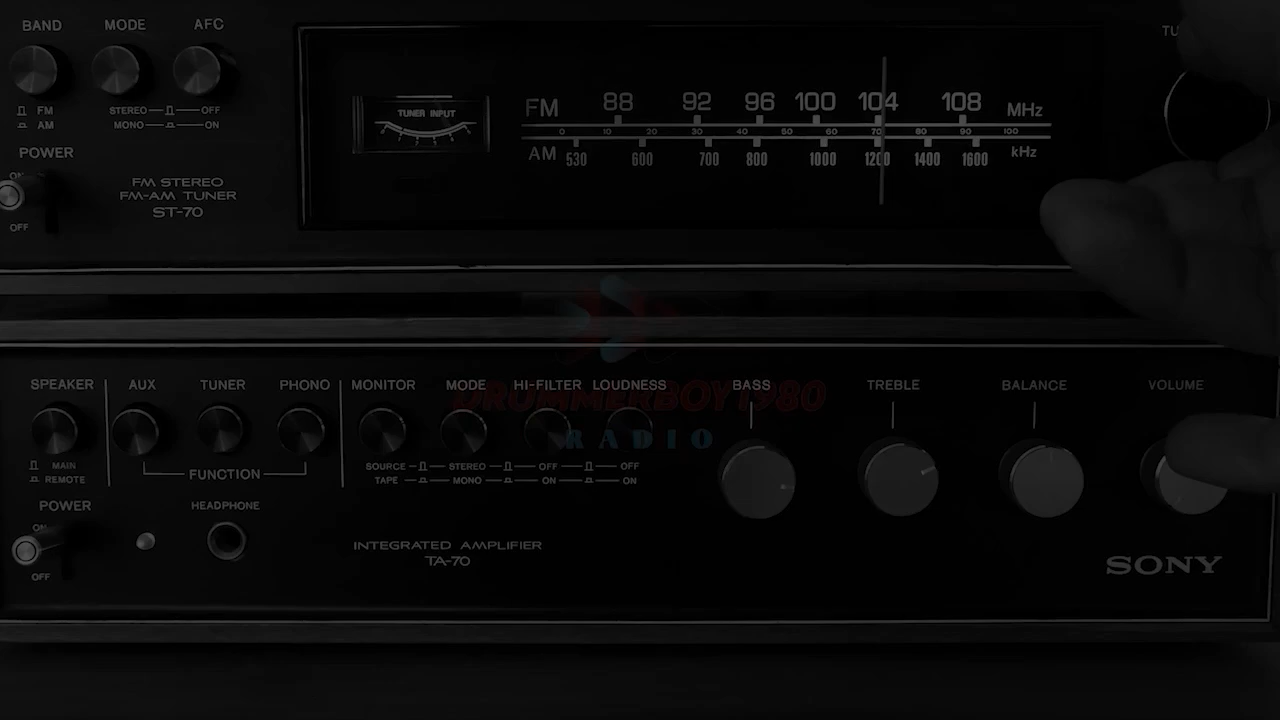 BAND MODE AFC TU
FM STEREO OFF
AM MONO ON
POWER
ON
OFF
FM STEREO
FM-AM TUNER
ST-70
TUNER INPUT
FM 88 92 96 100 104 108 MHz
0 10 20 30 40 50 60 70 80 90 100
AM 530 600 700 800 1000 1200 1400 1600 kHz
DRUMMERBOY1980
RADIO
SPEAKER AUX TUNER PHONO MONITOR MODE HI-FILTER LOUDNESS BASS TREBLE BALANCE VOLUME
MAIN
REMOTE
FUNCTION
SOURCE STEREO OFF OFF
TAPE MONO ON ON
POWER
ON
OFF
HEADPHONE
INTEGRATED AMPLIFIER
TA-70
SONY